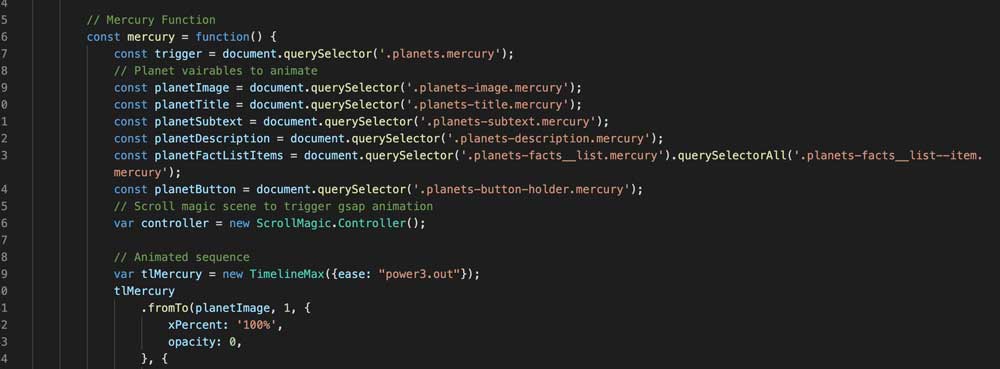 4
5 // Mercury Function
6 const mercury = function() {
7 const trigger = document.querySelector('.planets.mercury');
8 // Planet vairables to animate
9 const planetImage = document.querySelector('.planets-image.mercury');
0 const planetTitle = document.querySelector('.planets-title.mercury');
1 const planetSubtext = document.querySelector('.planets-subtext.mercury');
2 const planetDescription = document.querySelector('.planets-description.mercury');
3 const planetFactListItems = document.querySelector('.planets-facts__list.mercury').querySelectorAll('.planets-facts__list--item.
mercury');
4 const planetButton = document.querySelector('.planets-button-holder.mercury');
5 // Scroll magic scene to trigger gsap animation
6 var controller = new ScrollMagic.Controller();
7
8 // Animated sequence
9 var tlMercury = new TimelineMax({ease: "power3.out"});
0 tlMercury
1 .fromTo(planetImage, 1, {
2 xPercent: '100%',
3 opacity: 0,
4 }, {